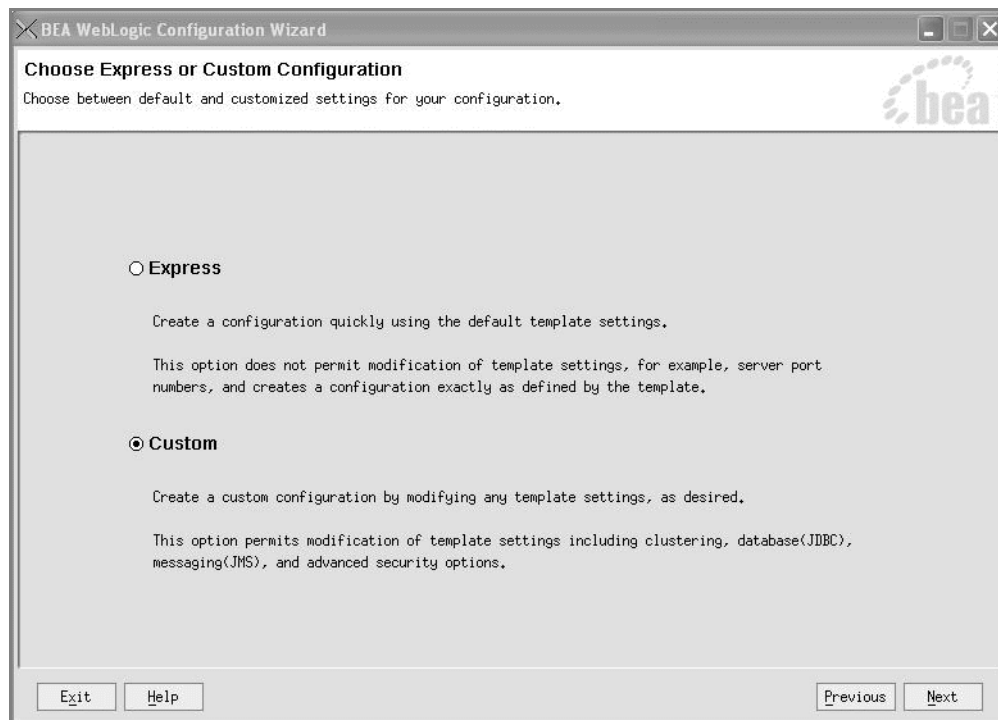 BEA WebLogic Configuration Wizard
Choose Express or Custom Configuration
Choose between default and customized settings for your configuration.
bea
Express
Create a configuration quickly using the default template settings.
This option does not permit modification of template settings, for example, server port
numbers, and creates a configuration exactly as defined by the template.
Custom
Create a custom configuration by modifying any template settings, as desired.
This option permits modification of template settings including clustering, database(JDBC),
messaging(JMS), and advanced security options.
Exit Help Previous Next